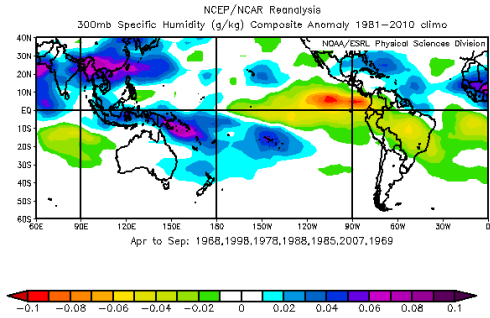 NCEP/NCAR Reanalysis
300mb Specific Humidity (g/kg) Composite Anomaly 1981−2010 climo
NOAA/ESRL Physical Sciences Division
40N
30N
20N
10N
EQ
10S
20S
30S
40S
50S
60S
60E 90E 120E 150E 180 150W 120W 90W 60W 30W 0
Apr to Sep: 1968,1998,1978,1988,1985,2007,1969
−0.1 −0.08 −0.06 −0.04 −0.02 0 0.02 0.04 0.06 0.08 0.1